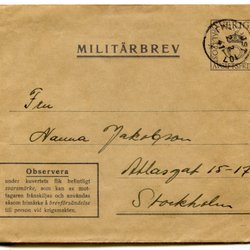 MILITÄRBREV
Fru
Hanna Jakobson
Atlasgat 15-17
Stockholm
Observera
under kuvertets flik befintligt
svarsmärke, som kan av mot-
tagaren frånskiljas och användas
såsom frimärke å brevförsändelse
till person vid krigsmakten.